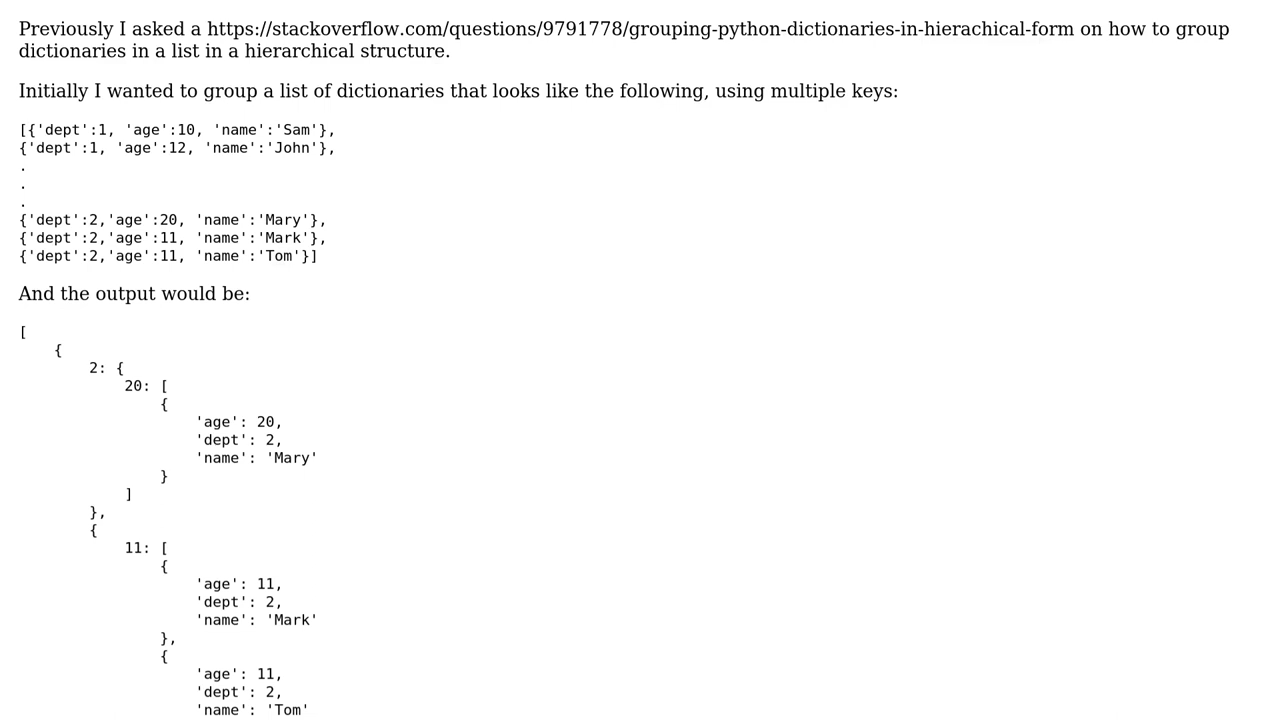 Previously I asked a https://stackoverflow.com/questions/9791778/grouping-python-dictionaries-in-hierachical-form on how to group
dictionaries in a list in a hierarchical structure.
Initially I wanted to group a list of dictionaries that looks like the following, using multiple keys:
[{'dept':1, 'age':10, 'name':'Sam'},
{'dept':1, 'age':12, 'name':'John'},
.
.
.
{'dept':2,'age':20, 'name':'Mary'},
{'dept':2,'age':11, 'name':'Mark'},
{'dept':2,'age':11, 'name':'Tom'}]
And the output would be:
[
    {
        2: {
            20: [
                {
                    'age': 20,
                    'dept': 2,
                    'name': 'Mary'
                }
            ]
        },
        {
            11: [
                {
                    'age': 11,
                    'dept': 2,
                    'name': 'Mark'
                },
                {
                    'age': 11,
                    'dept': 2,
                    'name': 'Tom'